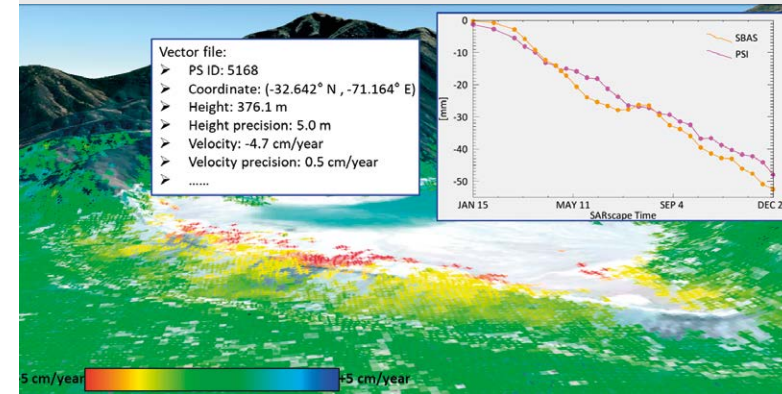 Vector file:
➤ PS ID: 5168
➤ Coordinate: (-32.642° N , -71.164° E)
➤ Height: 376.1 m
➤ Height precision: 5.0 m
➤ Velocity: -4.7 cm/year
➤ Velocity precision: 0.5 cm/year
➤ ......
0
-10
-20
-30
-40
-50
[mm]
SBAS
PSI
JAN 15 MAY 11 SEP 4 DEC 2
SARscape Time
5 cm/year +5 cm/year